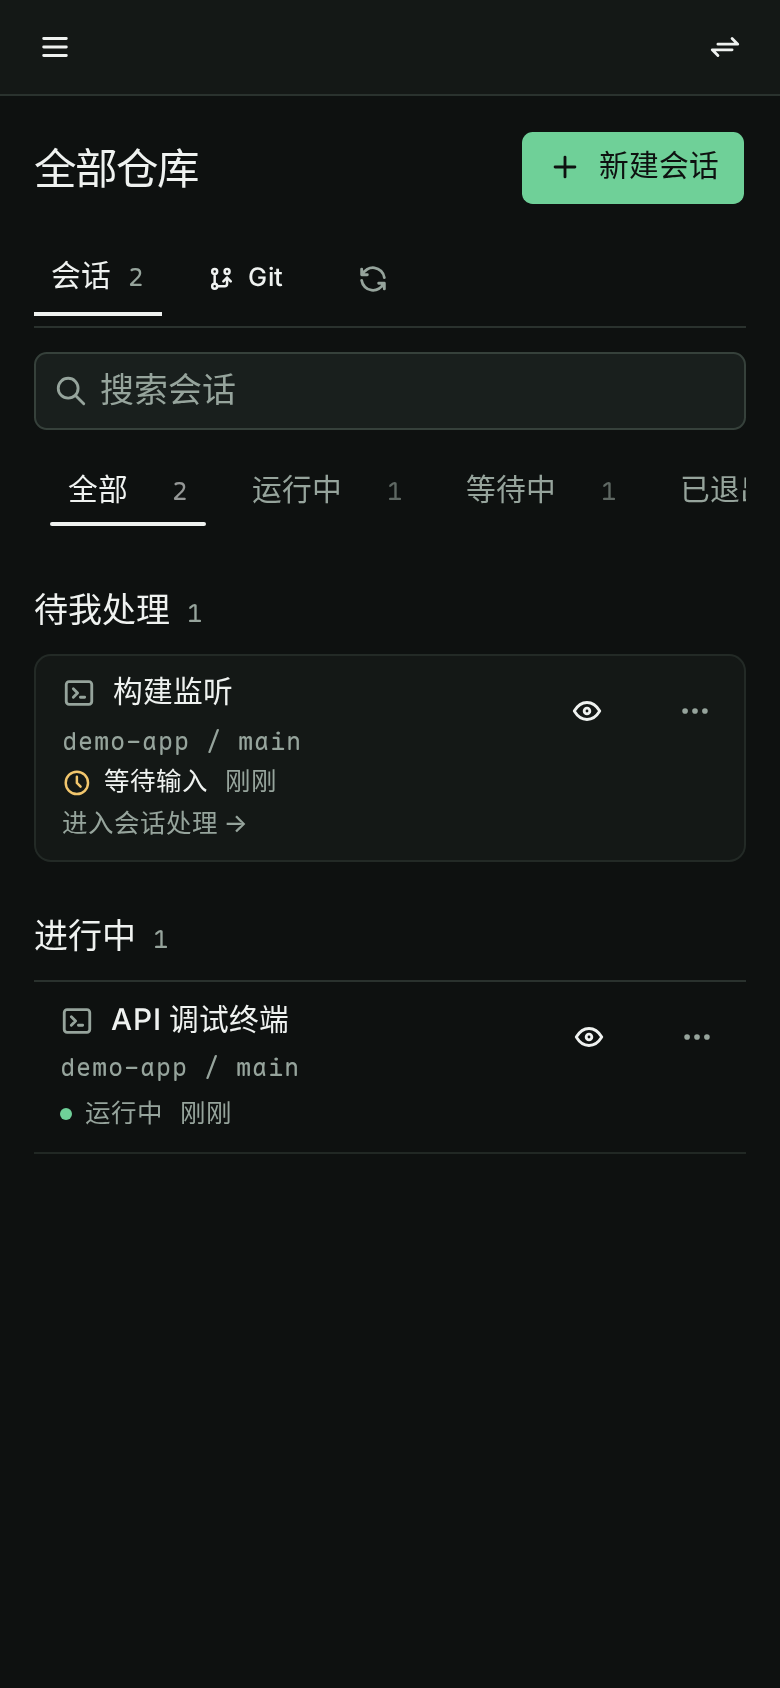 全部仓库
新建会话
会话 2 Git
搜索会话
全部 2 运行中 1 等待中 1 已退
待我处理 1
构建监听
demo-app / main
等待输入 刚刚
进入会话处理 →
进行中 1
API 调试终端
demo-app / main
运行中 刚刚